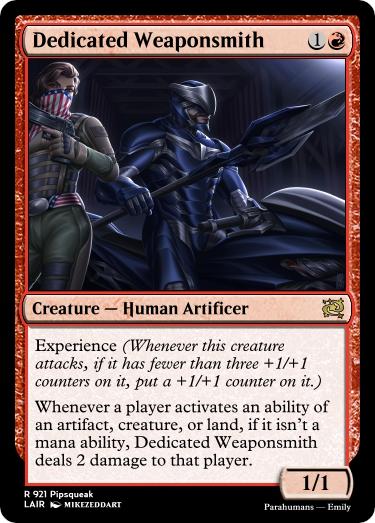 Dedicated Weaponsmith 1
Creature — Human Artificer
Experience (Whenever this creature
attacks, if it has fewer than three +1/+1
counters on it, put a +1/+1 counter on it.)
Whenever a player activates an ability of
an artifact, creature, or land, if it isn't a
mana ability, Dedicated Weaponsmith
deals 2 damage to that player.
1/1
R 921 Pipsqueak
LAIR MIKEZEDDART
Parahumans — Emily